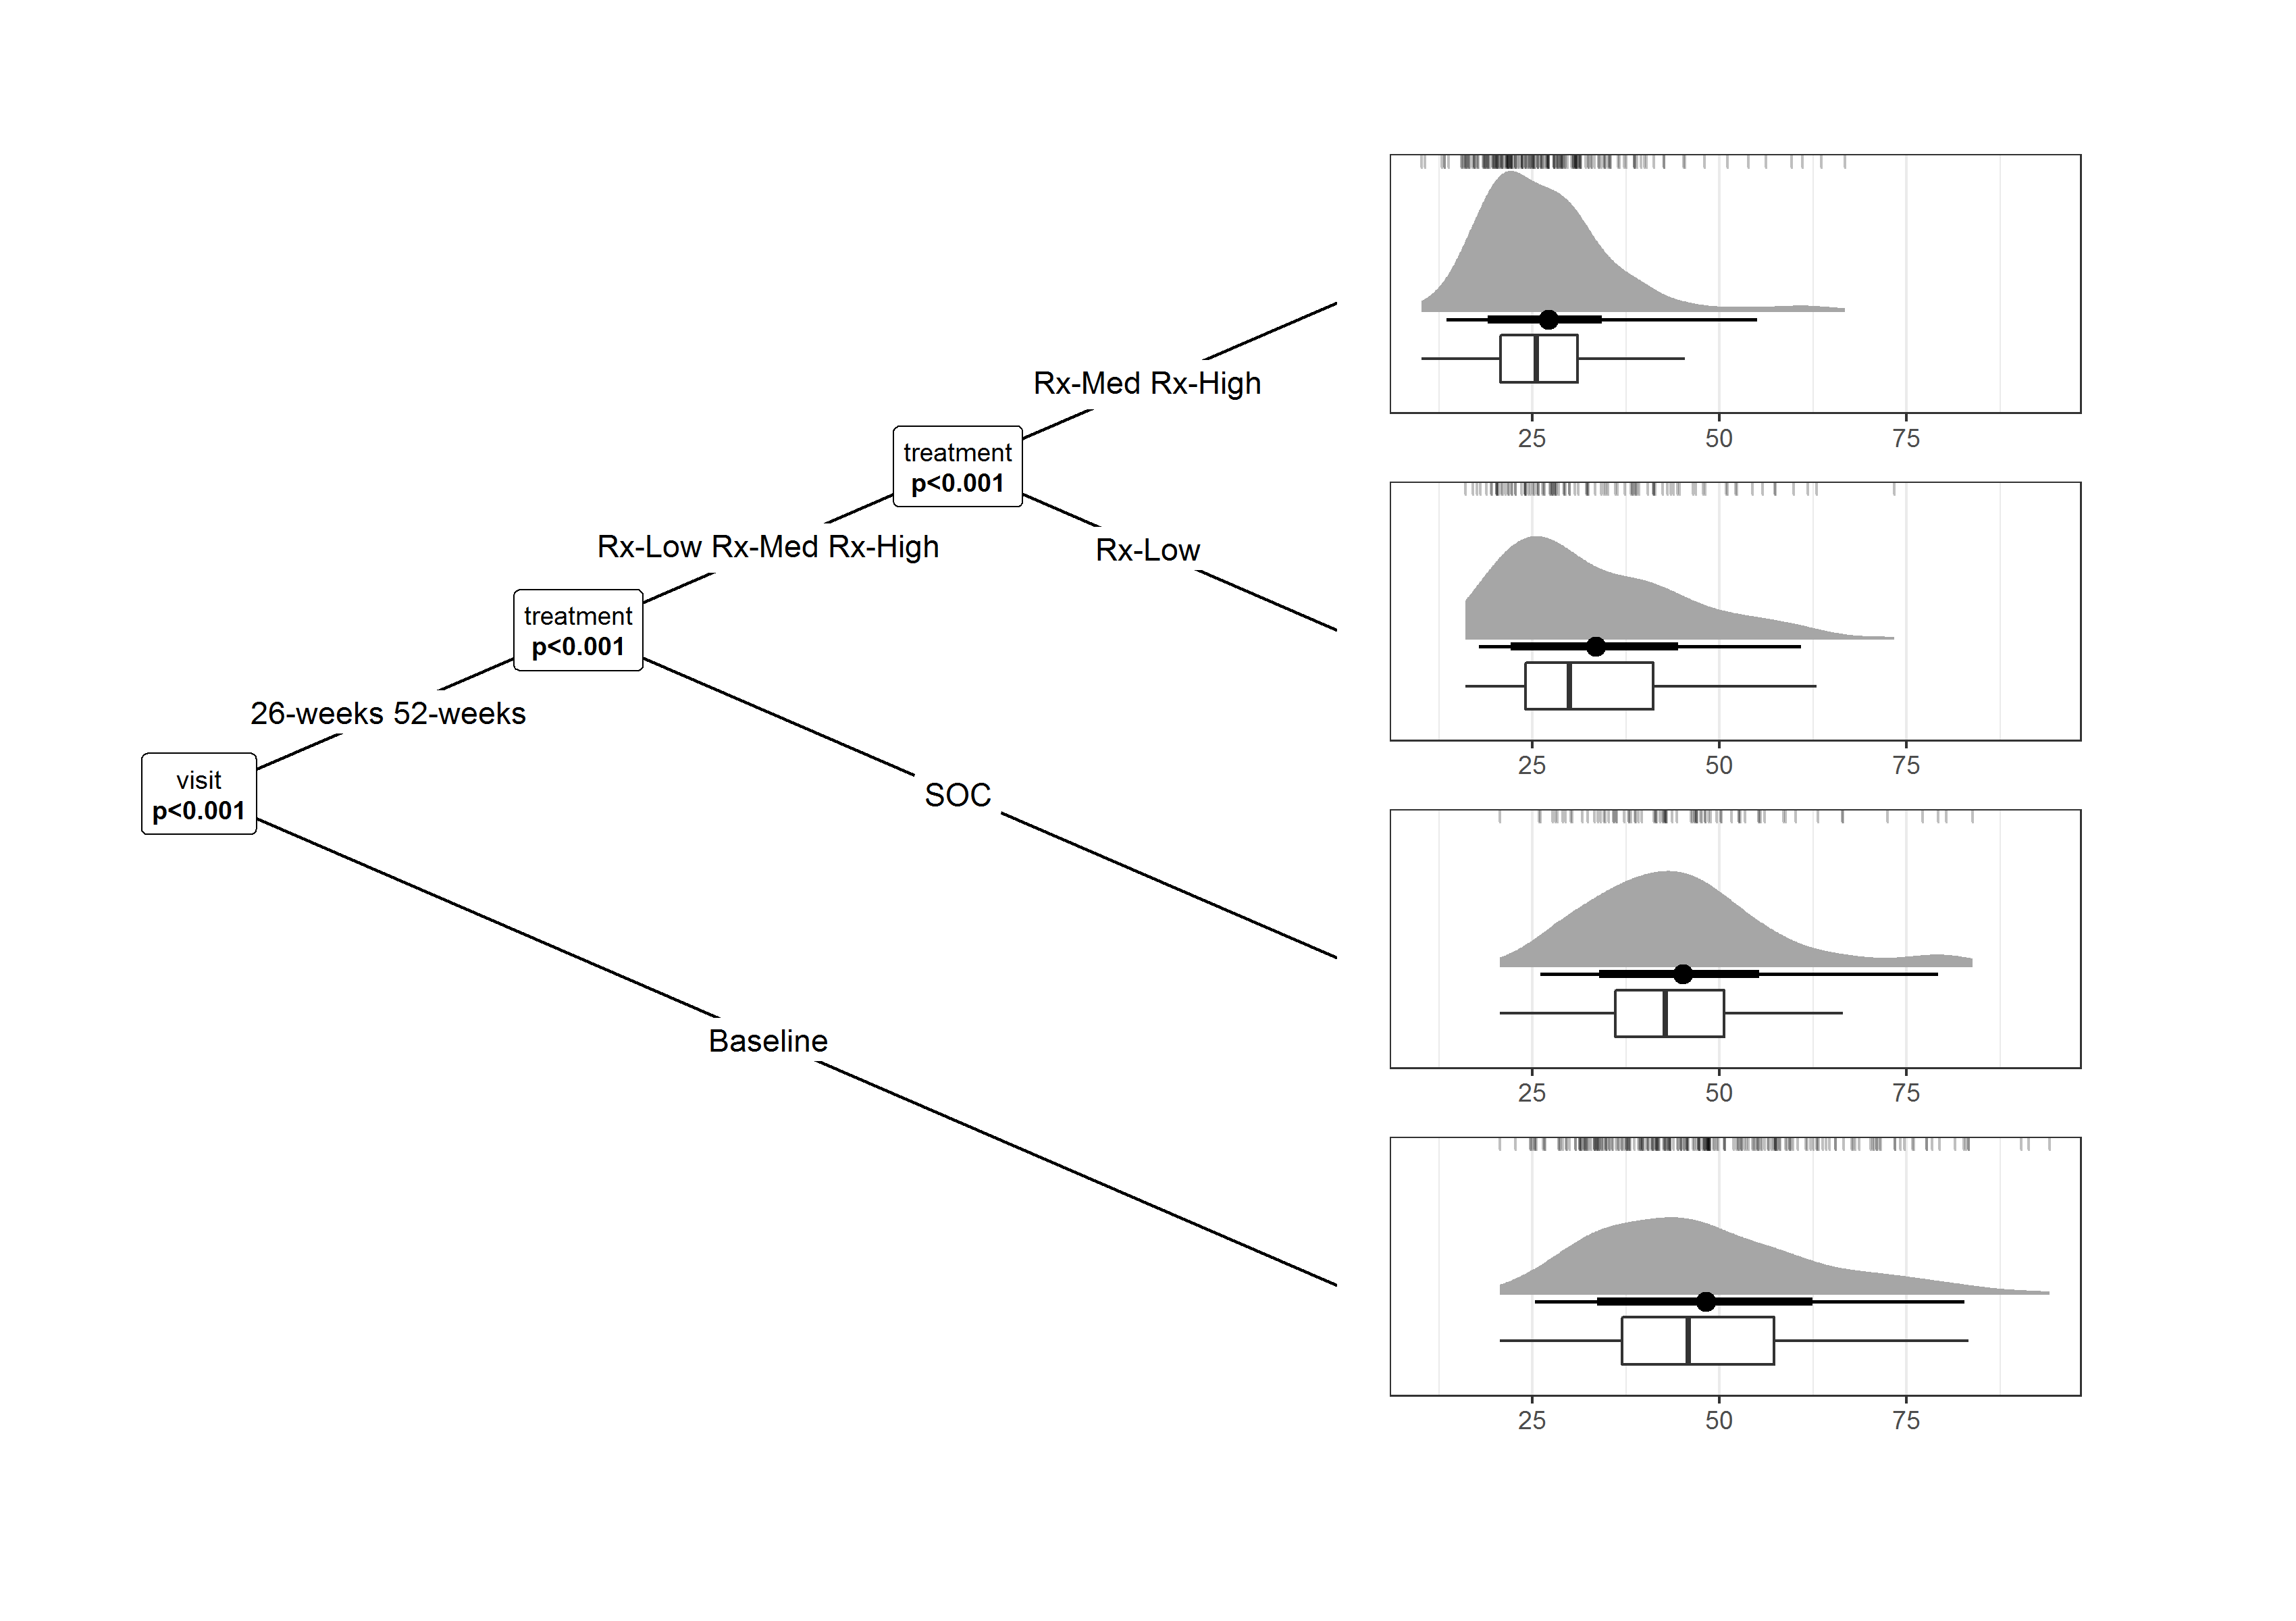 25 50 75
Rx-Med Rx-High
treatment
p<0.001
Rx-Low Rx-Med Rx-High
Rx-Low
treatment
p<0.001
26-weeks 52-weeks
25 50 75
visit
p<0.001
SOC
Baseline
25 50 75
25 50 75